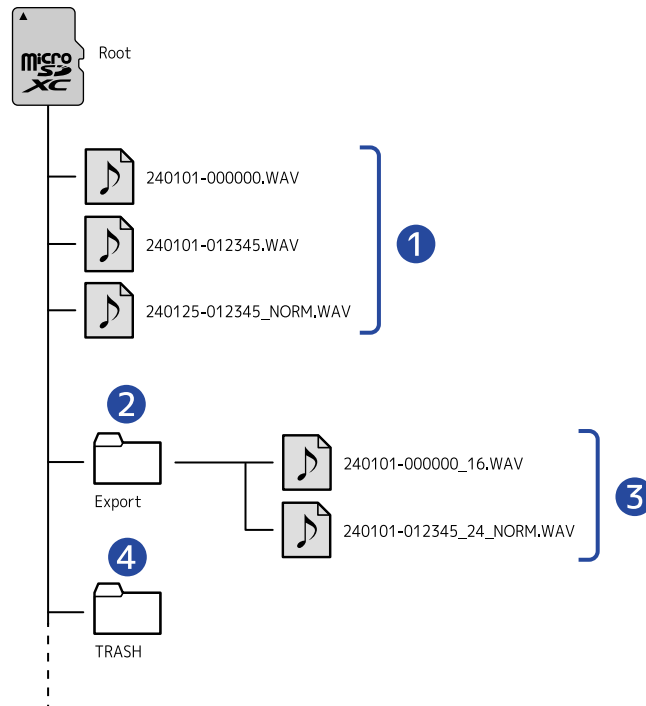 micro
SD
XC
Root
240101-000000.WAV
240101-012345.WAV
240125-012345_NORM.WAV
1
2
Export
240101-000000_16.WAV
240101-012345_24_NORM.WAV
3
4
TRASH